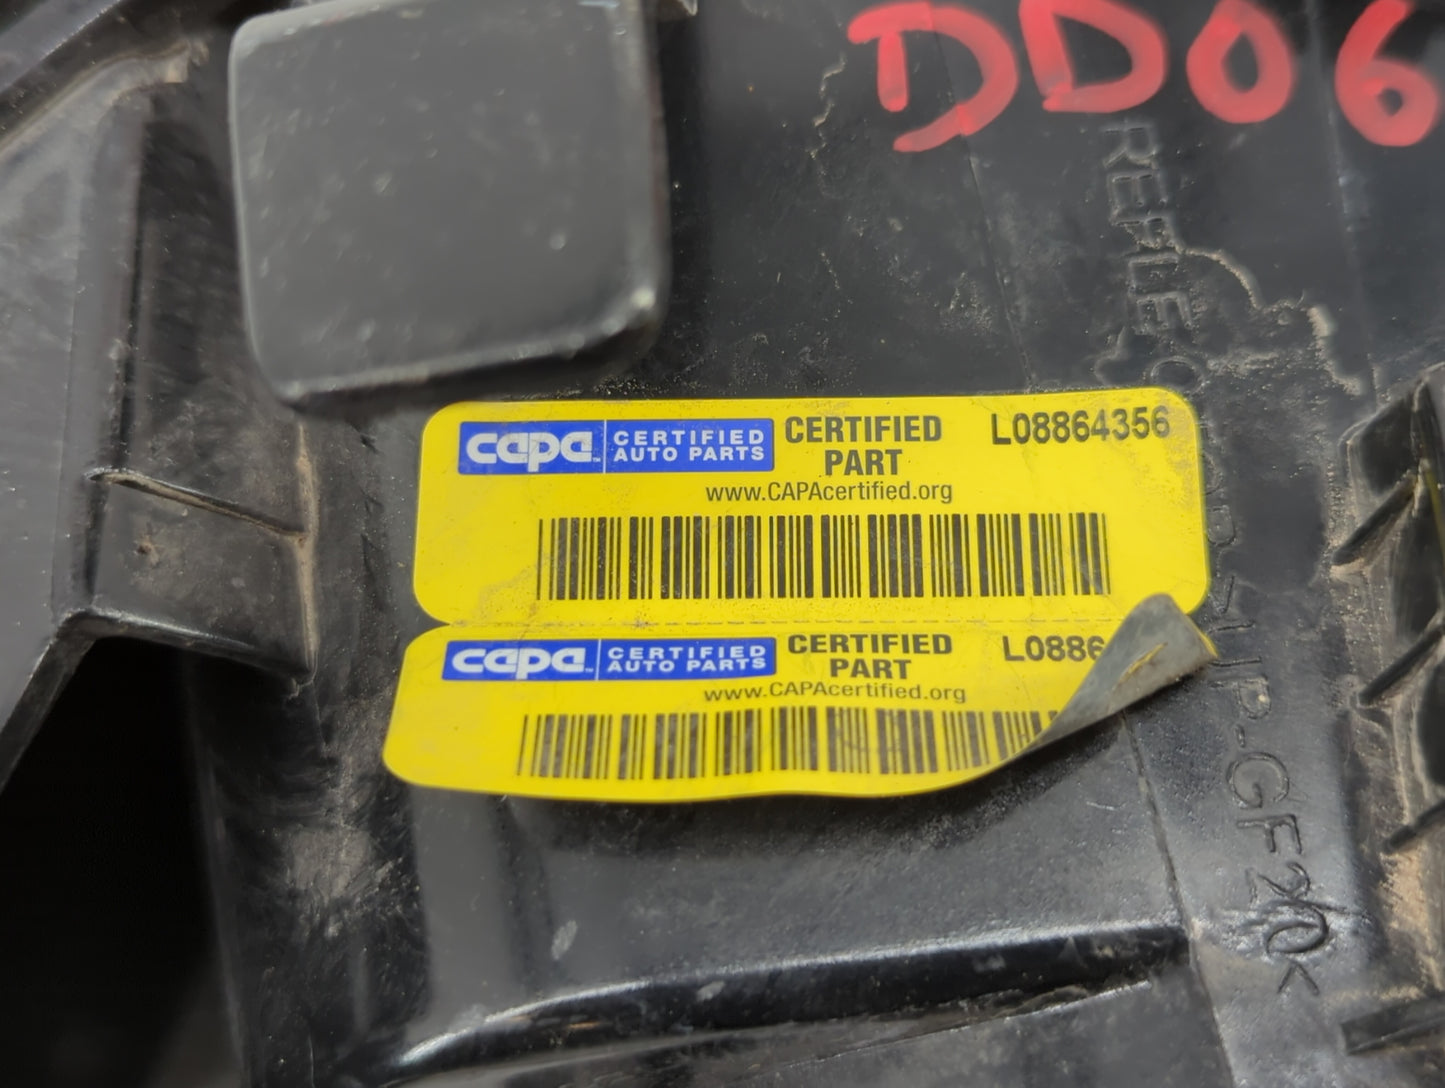 DD06
capa CERTIFIED AUTO PARTS
CERTIFIED
PART
L08864356
www.CAPAcertified.org
capa CERTIFIED AUTO PARTS
CERTIFIED
PART
L0886
www.CAPAcertified.org